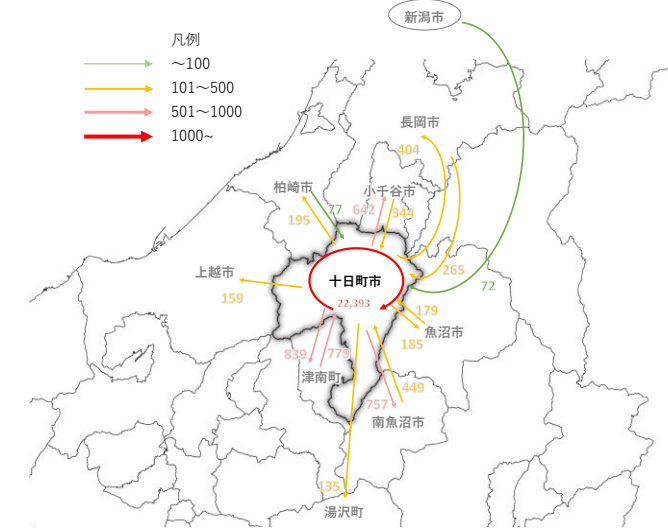 新潟市
凡例
～100
101～500
501～1000
1000~
長岡市
404
柏崎市
小千谷市
77
642
344
195
265
上越市
十日町市
72
159
22,393
179
魚沼市
185
839
779
津南町
449
757
南魚沼市
135
湯沢町